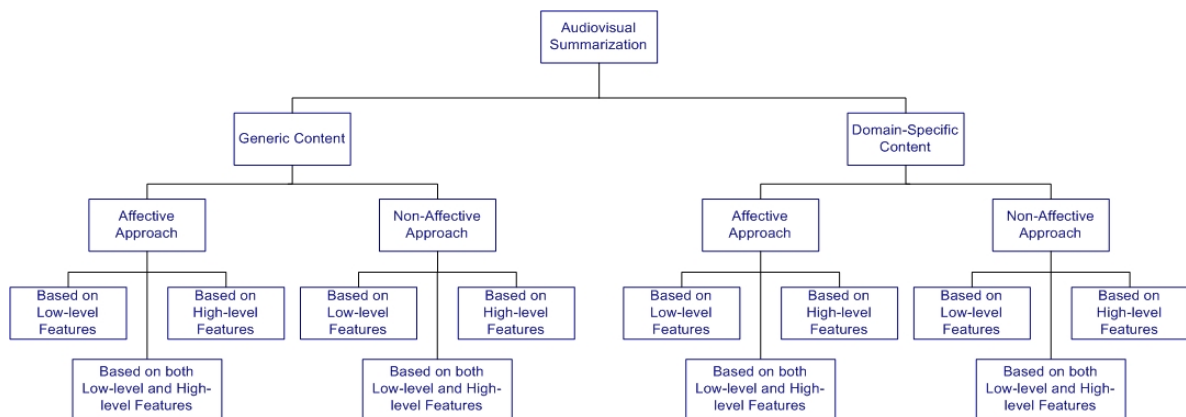 Audiovisual
Summarization
Generic Content
Domain-Specific
Content
Affective
Approach
Non-Affective
Approach
Affective
Approach
Non-Affective
Approach
Based on
Low-level
Features
Based on
High-level
Features
Based on
Low-level
Features
Based on
High-level
Features
Based on
Low-level
Features
Based on
High-level
Features
Based on
Low-level
Features
Based on
High-level
Features
Based on both
Low-level and High-
level Features
Based on both
Low-level and High-
level Features
Based on both
Low-level and High-
level Features
Based on both
Low-level and High-
level Features